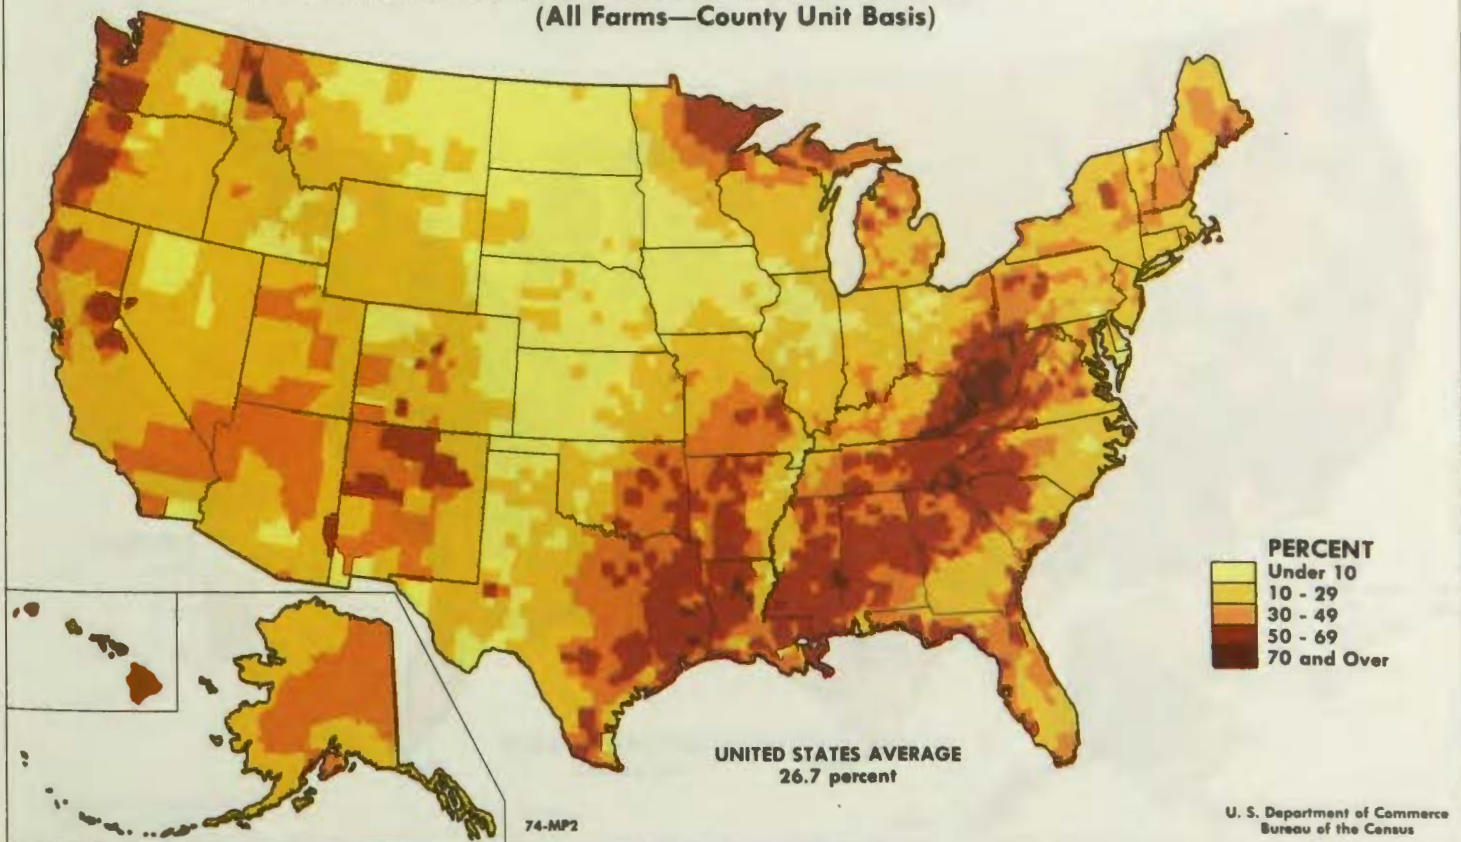 (All Farms—County Unit Basis)
PERCENT
Under 10
10 - 29
30 - 49
50 - 69
70 and Over
UNITED STATES AVERAGE
26.7 percent
74-MP2
U. S. Department of Commerce
Bureau of the Census